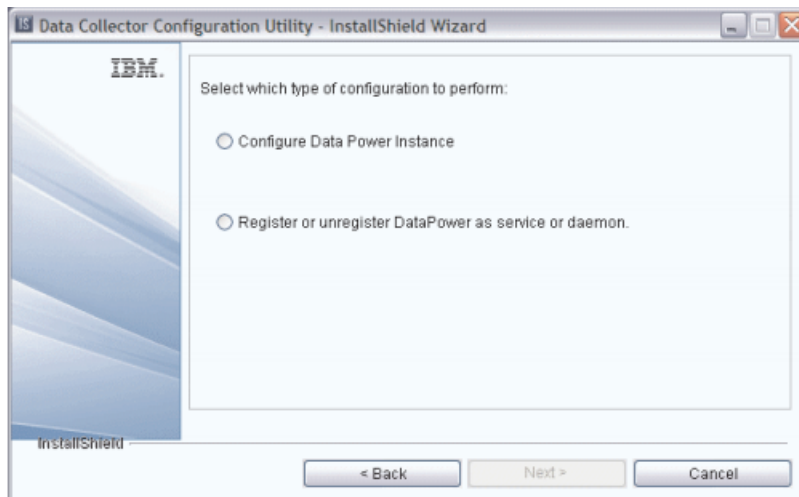 Data Collector Configuration Utility - InstallShield Wizard
IBM.
Select which type of configuration to perform:
Configure Data Power Instance
Register or unregister DataPower as service or daemon.
InstallShield
< Back
Next >
Cancel